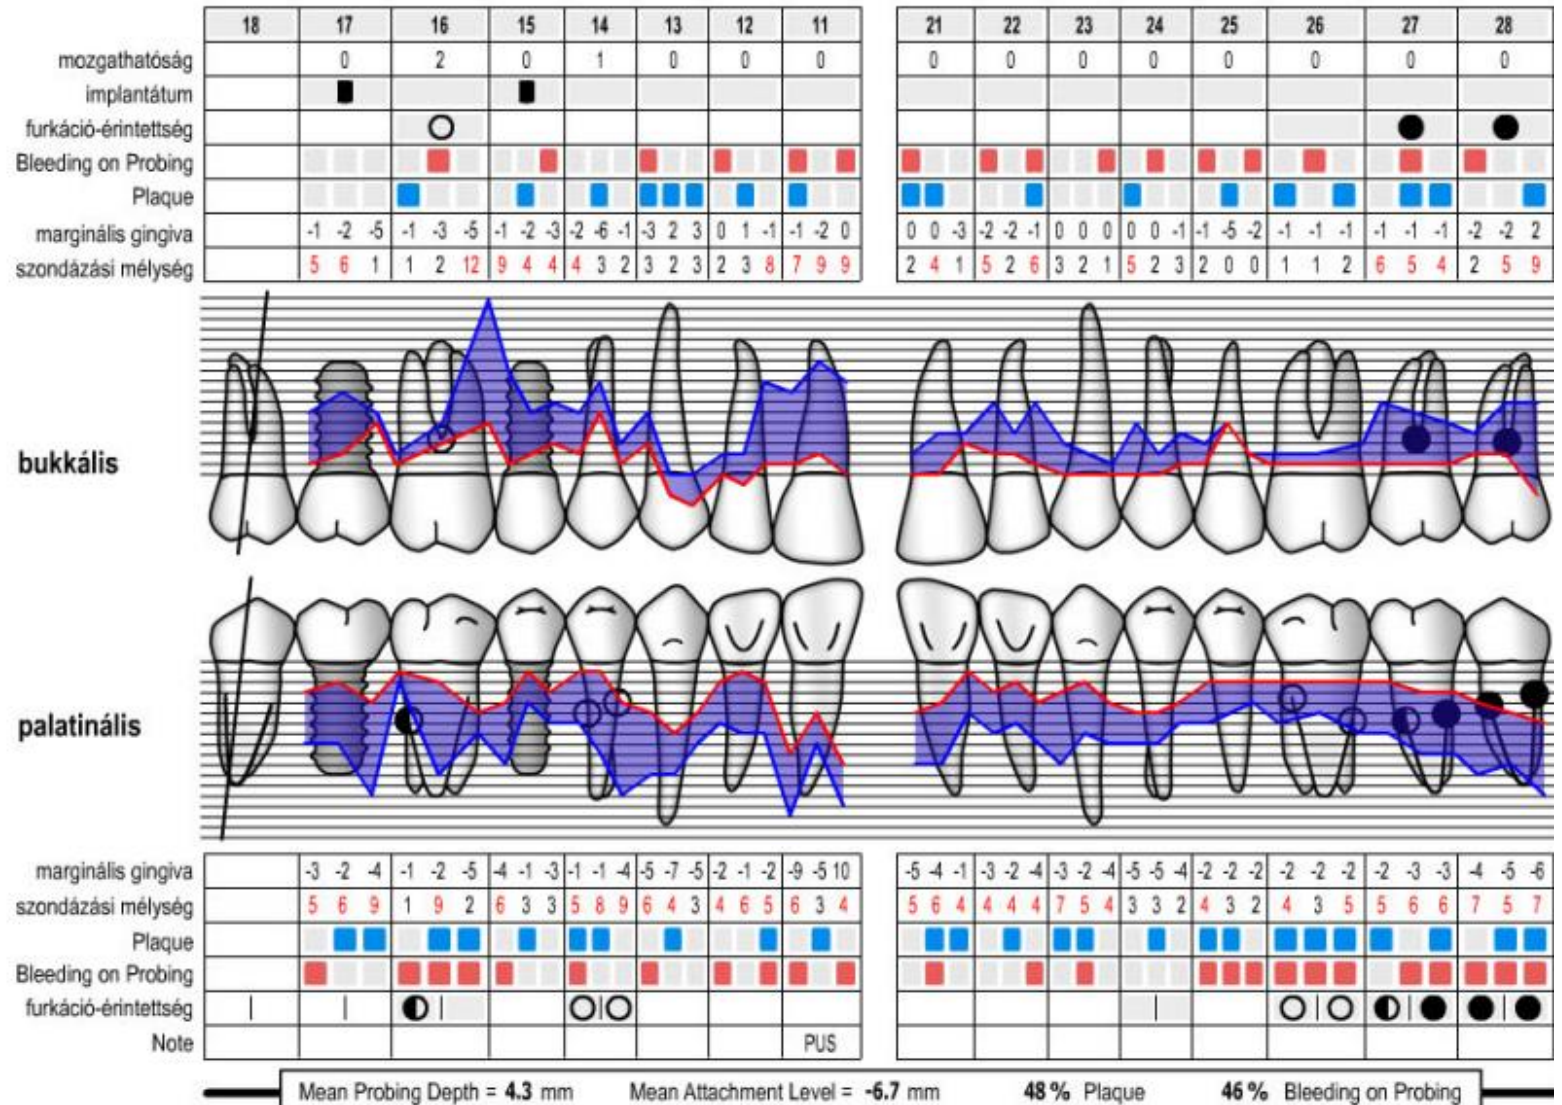 18 17 16 15 14 13 12 11 21 22 23 24 25 26 27 28
mozgathatóság 0 2 0 1 0 0 0 0 0 0 0 0 0 0 0
implantátum
furkáció-érintettség
Bleeding on Probing
Plaque
marginális gingiva -1 -2 -5 -1 -3 -5 -1 -2 -3 -2 -6 -1 -3 2 3 0 1 -1 -1 -2 0 0 0 -3 -2 -2 -1 0 0 0 0 0 -1 -1 -5 -2 -1 -1 -1 -1 -1 -1 -2 -2 2
szondázási mélység 5 6 1 1 2 12 9 4 4 4 3 2 3 2 3 2 3 8 7 9 9 2 4 1 5 2 6 3 2 1 5 2 3 2 0 0 1 1 2 6 5 4 2 5 9
bukkális
palatinális
marginális gingiva -3 -2 -4 -1 -2 -5 -4 -1 -3 -1 -1 -4 -5 -7 -5 -2 -1 -2 -9 -5 10 -5 -4 -1 -3 -2 -4 -3 -2 -4 -5 -5 -4 -2 -2 -2 -2 -2 -2 -2 -3 -3 -4 -5 -6
szondázási mélység 5 6 9 1 9 2 6 3 3 5 8 9 6 4 3 4 6 5 6 3 4 5 6 4 4 4 4 7 5 4 3 3 2 4 3 2 4 3 5 5 6 6 7 5 7
Plaque
Bleeding on Probing
furkáció-érintettség
Note PUS
Mean Probing Depth = 4.3 mm Mean Attachment Level = -6.7 mm 48 % Plaque 46 % Bleeding on Probing